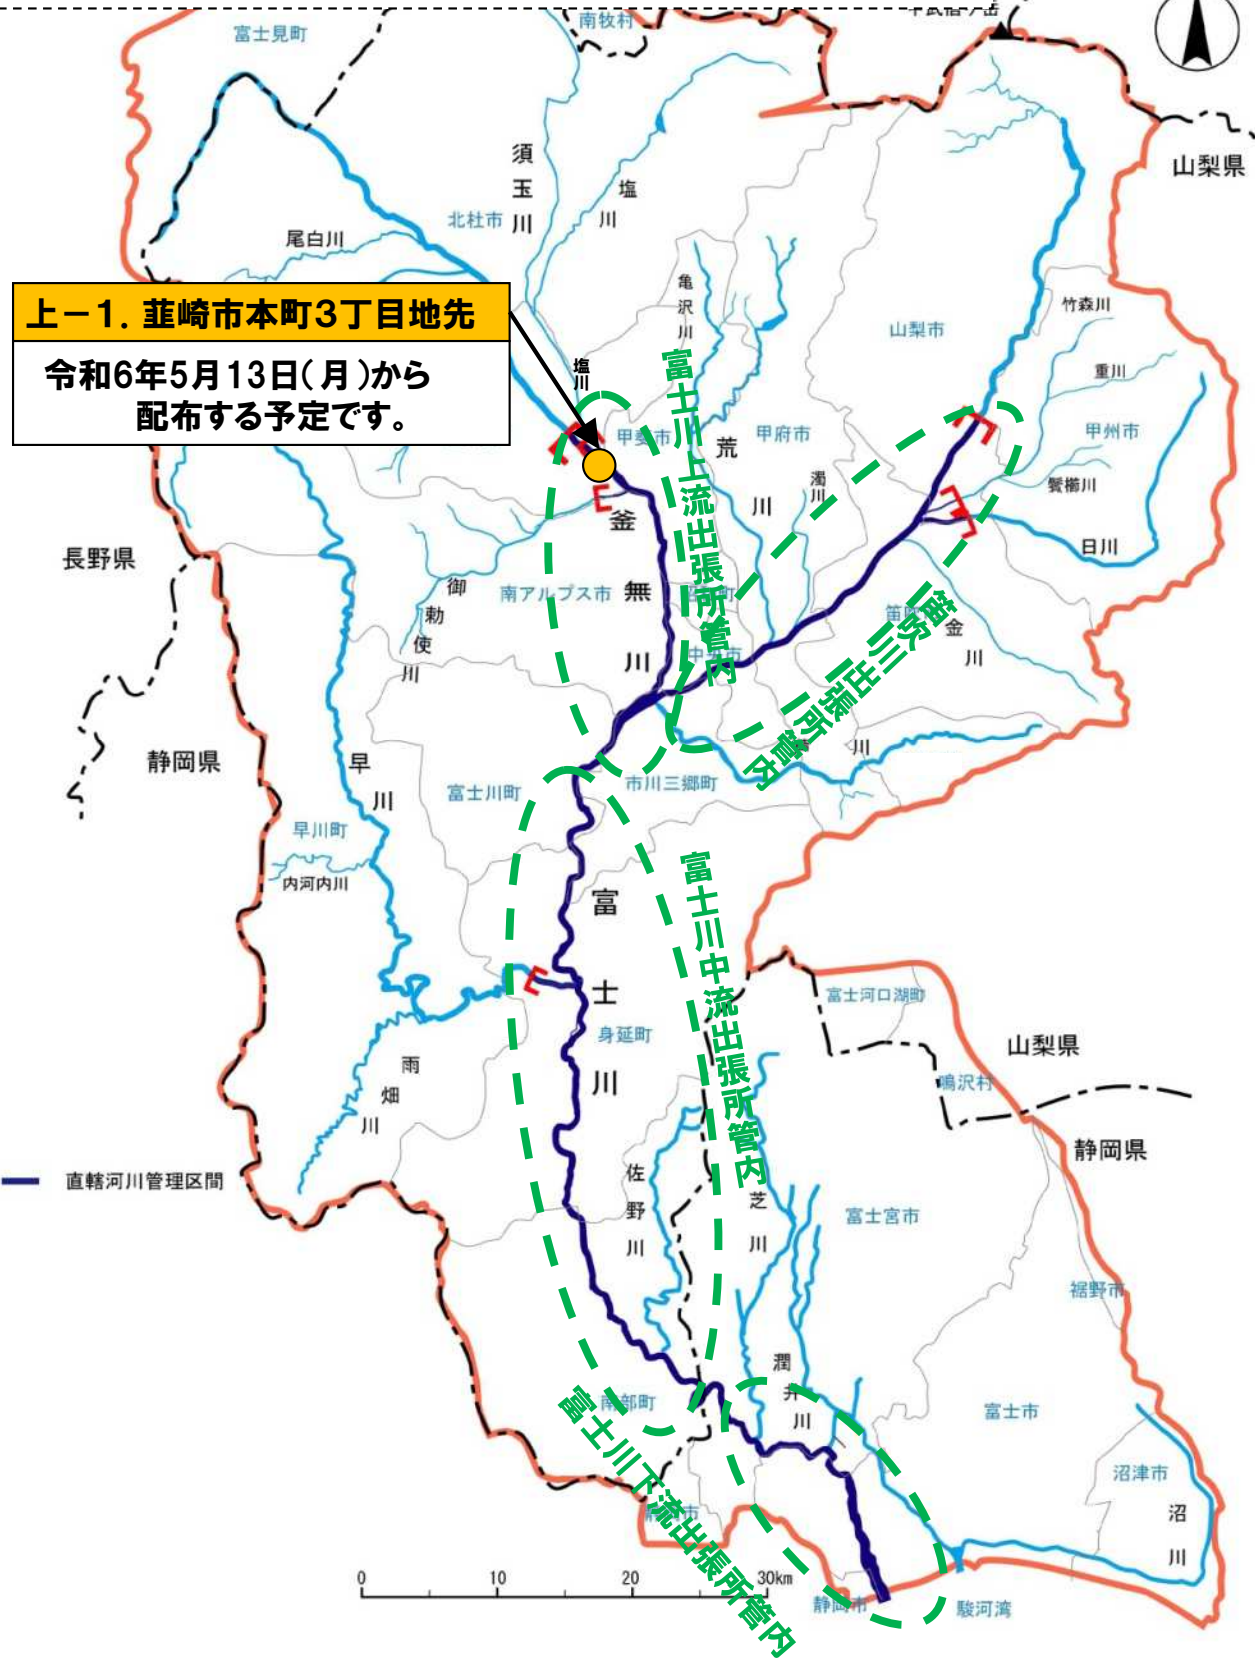 富士見町
南牧村
山梨県
須玉川
塩川
北杜市
尾白川
上－１．韮崎市本町３丁目地先
令和6年5月13日(月)から
配布する予定です。
亀沢川
竹森川
山梨市
塩川
重川
富士川上流出張所管内
甲斐市
荒川
甲府市
甲州市
濁川
鬢櫛川
釜無川
日川
長野県
御勅使川
南アルプス市
笛吹川出張所管内
金川
中央市
川
静岡県
早川
富士川町
市川三郷町
早川町
内河内川
富士川
富士川中流出張所管内
富士河口湖町
身延町
山梨県
雨畑川
鳴沢村
静岡県
直轄河川管理区間
佐野川
芝川
富士宮市
裾野市
潤井川
南部町
富士市
富士川下流出張所管内
沼津市
沼川
0 10 20 30km
静岡市
駿河湾